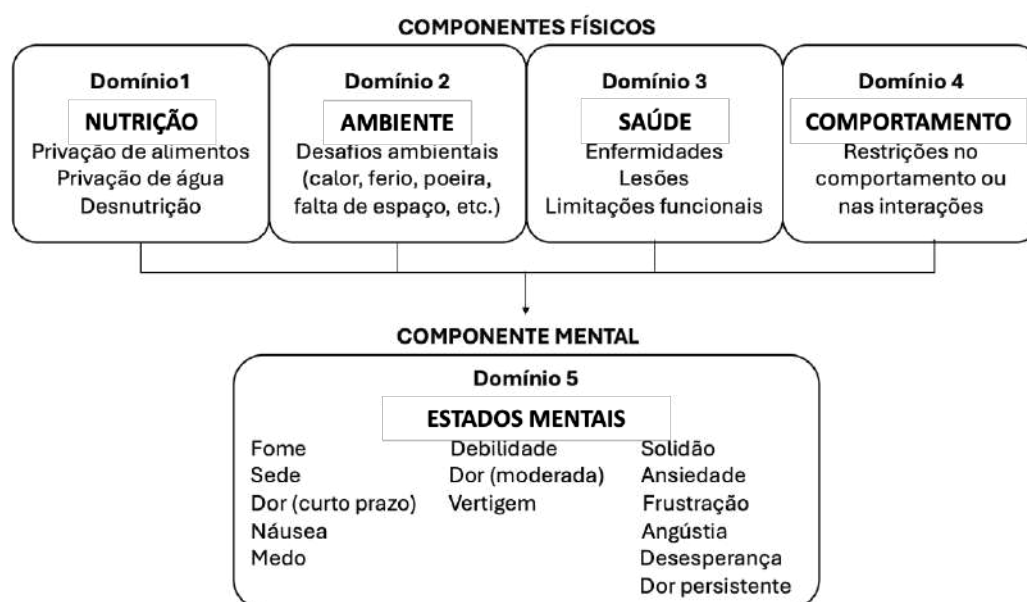 COMPONENTES FÍSICOS
Domínio1
NUTRIÇÃO
Privação de alimentos
Privação de água
Desnutrição
Domínio 2
AMBIENTE
Desafios ambientais
(calor, ferio, poeira,
falta de espaço, etc.)
Domínio 3
SAÚDE
Enfermidades
Lesões
Limitações funcionais
Domínio 4
COMPORTAMENTO
Restrições no
comportamento ou
nas interações
COMPONENTE MENTAL
Domínio 5
ESTADOS MENTAIS
Fome
Sede
Dor (curto prazo)
Náusea
Medo
Debilidade
Dor (moderada)
Vertigem
Solidão
Ansiedade
Frustração
Angústia
Desesperança
Dor persistente